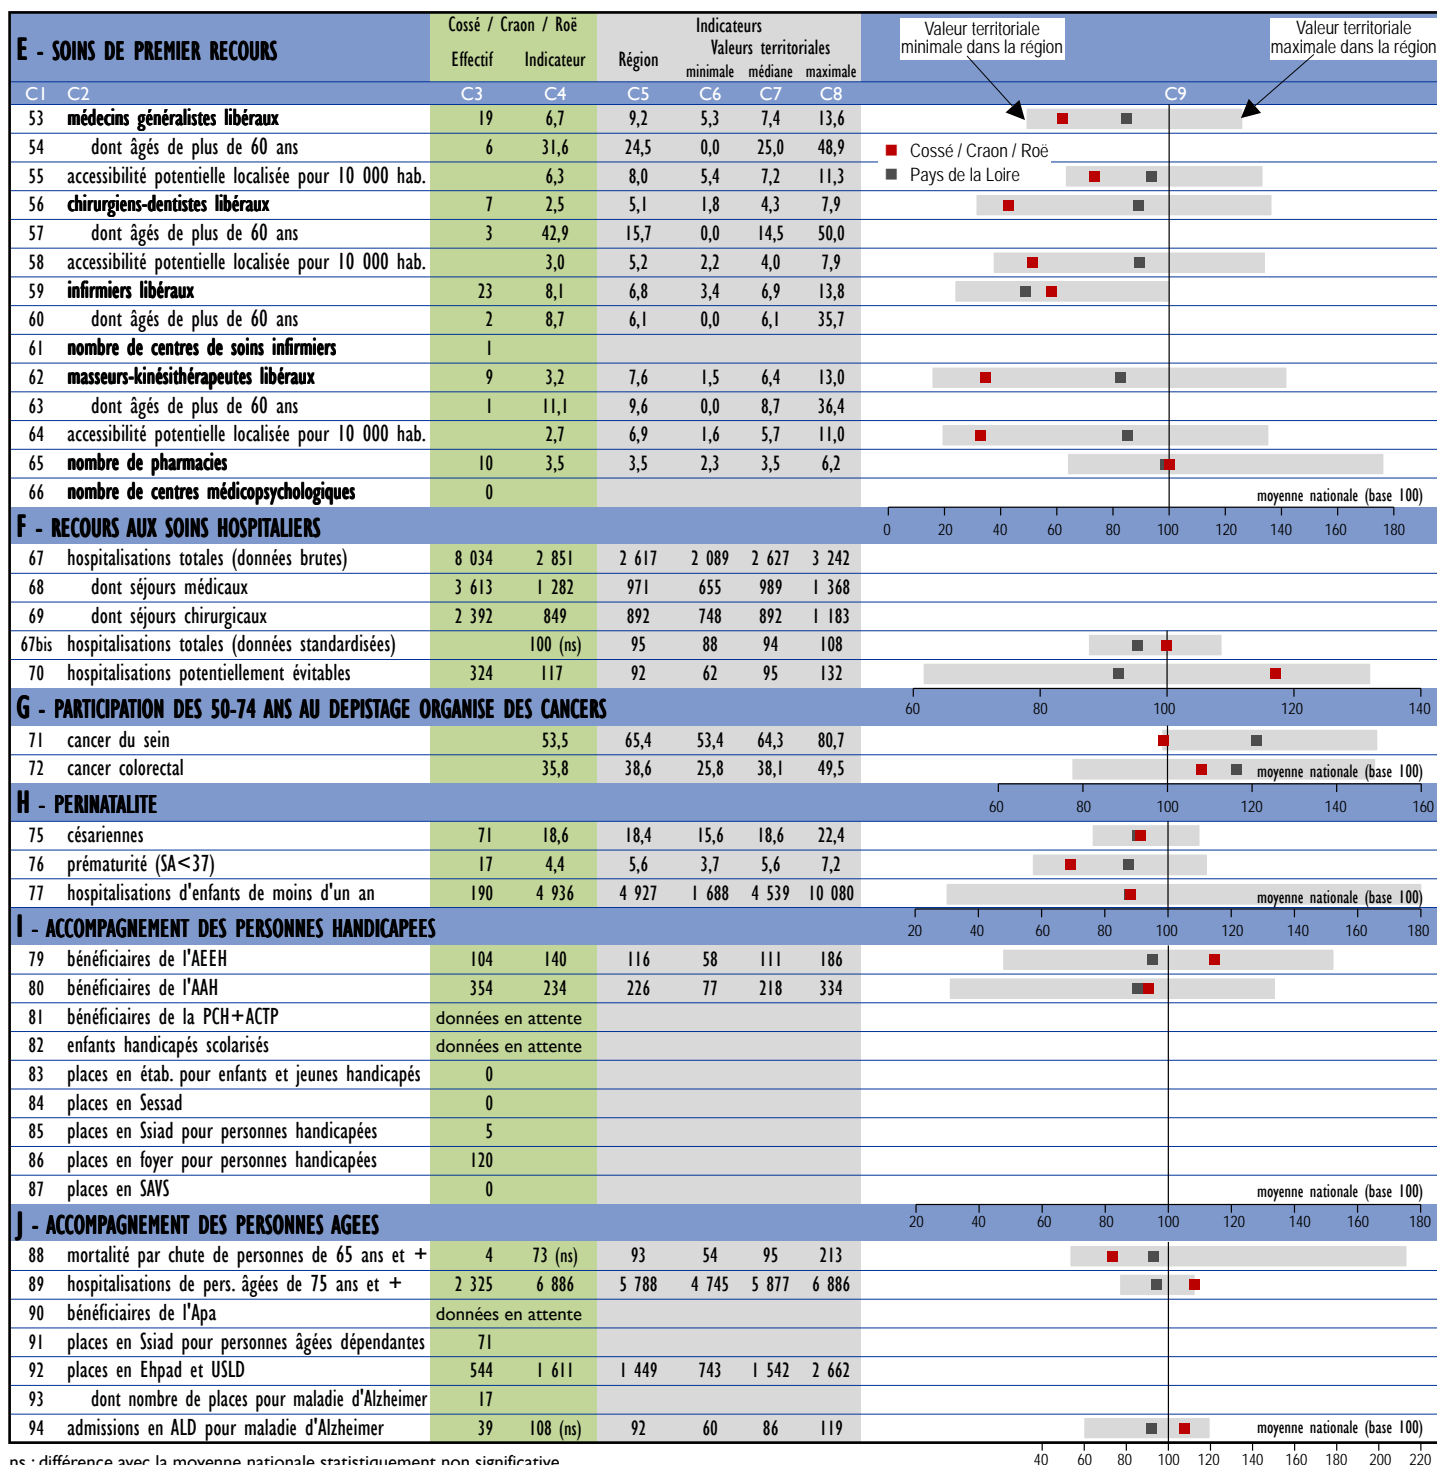 E - SOINS DE PREMIER RECOURS
Cossé / Craon / Roë
Effectif Indicateur
Indicateurs
Région Valeurs territoriales
minimale médiane maximale
Valeur territoriale
minimale dans la région
Valeur territoriale
maximale dans la région
C1 C2 C3 C4 C5 C6 C7 C8 C9
53 médecins généralistes libéraux 19 6,7 9,2 5,3 7,4 13,6
54 dont âgés de plus de 60 ans 6 31,6 24,5 0,0 25,0 48,9
Cossé / Craon / Roë
55 accessibilité potentielle localisée pour 10 000 hab. 6,3 8,0 5,4 7,2 11,3
Pays de la Loire
56 chirurgiens-dentistes libéraux 7 2,5 5,1 1,8 4,3 7,9
57 dont âgés de plus de 60 ans 3 42,9 15,7 0,0 14,5 50,0
58 accessibilité potentielle localisée pour 10 000 hab. 3,0 5,2 2,2 4,0 7,9
59 infirmiers libéraux 23 8,1 6,8 3,4 6,9 13,8
60 dont âgés de plus de 60 ans 2 8,7 6,1 0,0 6,1 35,7
61 nombre de centres de soins infirmiers 1
62 masseurs-kinésithérapeutes libéraux 9 3,2 7,6 1,5 6,4 13,0
63 dont âgés de plus de 60 ans 1 11,1 9,6 0,0 8,7 36,4
64 accessibilité potentielle localisée pour 10 000 hab. 2,7 6,9 1,6 5,7 11,0
65 nombre de pharmacies 10 3,5 3,5 2,3 3,5 6,2
66 nombre de centres médicopsychologiques 0 moyenne nationale (base 100)
F - RECOURS AUX SOINS HOSPITALIERS 0 20 40 60 80 100 120 140 160 180
67 hospitalisations totales (données brutes) 8 034 2 851 2 617 2 089 2 627 3 242
68 dont séjours médicaux 3 613 1 282 971 655 989 1 368
69 dont séjours chirurgicaux 2 392 849 892 748 892 1 183
67bis hospitalisations totales (données standardisées) 100 (ns) 95 88 94 108
70 hospitalisations potentiellement évitables 324 117 92 62 95 132
G - PARTICIPATION DES 50-74 ANS AU DEPISTAGE ORGANISE DES CANCERS 60 80 100 120 140
71 cancer du sein 53,5 65,4 53,4 64,3 80,7
72 cancer colorectal 35,8 38,6 25,8 38,1 49,5 moyenne nationale (base 100)
H - PERINATALITE 60 80 100 120 140 160
75 césariennes 71 18,6 18,4 15,6 18,6 22,4
76 prématurité (SA<37) 17 4,4 5,6 3,7 5,6 7,2
77 hospitalisations d'enfants de moins d'un an 190 4 936 4 927 1 688 4 539 10 080 moyenne nationale (base 100)
I - ACCOMPAGNEMENT DES PERSONNES HANDICAPEES 20 40 60 80 100 120 140 160 180
79 bénéficiaires de l'AEEH 104 140 116 58 111 186
80 bénéficiaires de l'AAH 354 234 226 77 218 334
81 bénéficiaires de la PCH+ACTP données en attente
82 enfants handicapés scolarisés données en attente
83 places en étab. pour enfants et jeunes handicapés 0
84 places en Sessad 0
85 places en Ssiad pour personnes handicapées 5
86 places en foyer pour personnes handicapées 120
87 places en SAVS 0 moyenne nationale (base 100)
J - ACCOMPAGNEMENT DES PERSONNES AGEES 20 40 60 80 100 120 140 160 180
88 mortalité par chute de personnes de 65 ans et + 4 73 (ns) 93 54 95 213
89 hospitalisations de pers. âgées de 75 ans et + 2 325 6 886 5 788 4 745 5 877 6 886
90 bénéficiaires de l'Apa données en attente
91 places en Ssiad pour personnes âgées dépendantes 71
92 places en Ehpad et USLD 544 1 611 1 449 743 1 542 2 662
93 dont nombre de places pour maladie d'Alzheimer 17
94 admissions en ALD pour maladie d'Alzheimer 39 108 (ns) 92 60 86 119 moyenne nationale (base 100)
40 60 80 100 120 140 160 180 200 220
ns : différence avec la moyenne nationale statistiquement non significative